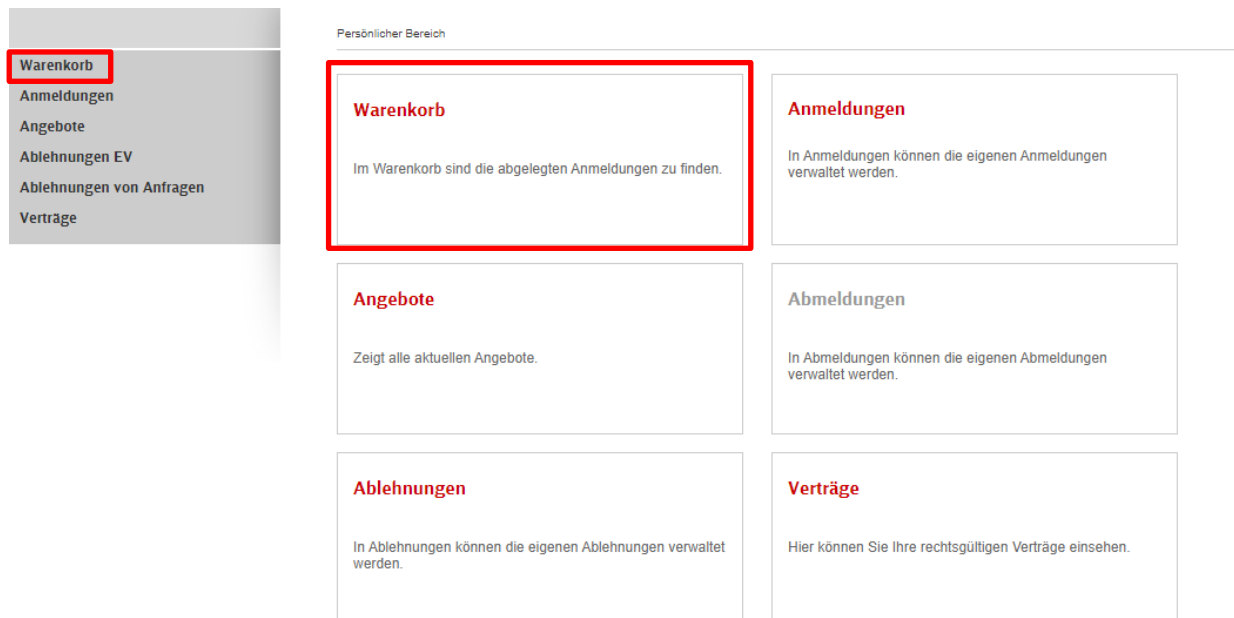 Persönlicher Bereich
Warenkorb
Anmeldungen
Angebote
Ablehnungen EV
Ablehnungen von Anfragen
Verträge
Warenkorb
Im Warenkorb sind die abgelegten Anmeldungen zu finden.
Anmeldungen
In Anmeldungen können die eigenen Anmeldungen
verwaltet werden.
Angebote
Zeigt alle aktuellen Angebote.
Abmeldungen
In Abmeldungen können die eigenen Abmeldungen
verwaltet werden.
Ablehnungen
In Ablehnungen können die eigenen Ablehnungen verwaltet
werden.
Verträge
Hier können Sie Ihre rechtsgültigen Verträge einsehen.